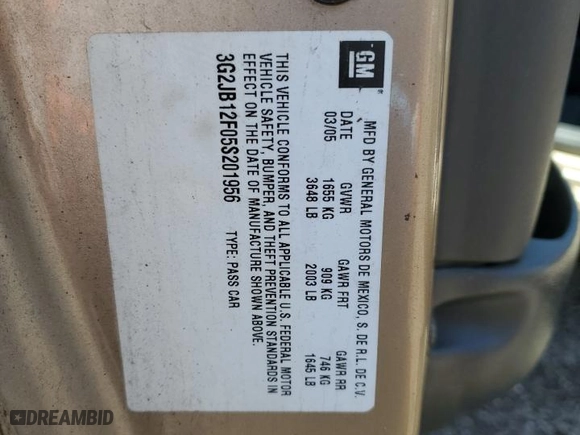 GM
MFD BY GENERAL MOTORS DE MEXICO, S. DE R.L. DE C.V.
DATE GVWR GAWR FRT GAWR RR
03/05 1655 KG 909 KG 746 KG
3648 LB 2003 LB 1645 LB
THIS VEHICLE CONFORMS TO ALL APPLICABLE U.S. FEDERAL MOTOR
VEHICLE SAFETY, BUMPER, AND THEFT PREVENTION STANDARDS IN
EFFECT ON THE DATE OF MANUFACTURE SHOWN ABOVE.
3G2JB12F05S201956 TYPE: PASS CAR
DREAMBID